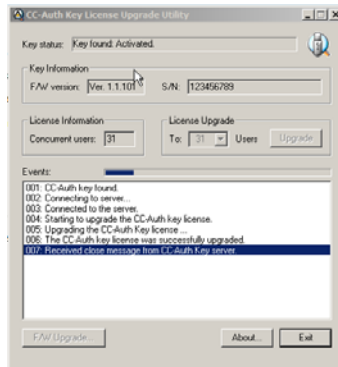 CC-Auth Key License Upgrade Utility
Key status: Key found. Activated.
Key Information
F/W version: Ver. 1.1.101 S/N: 123456789
License Information License Upgrade
Concurrent users: 31 To: 31 Users Upgrade
Events:
001: CC-Auth key found.
002: Connecting to server...
003: Connected to the server.
004: Starting to upgrade the CC-Auth key license.
005: Upgrading the CC-Auth Key license ...
006: The CC-Auth key license was successfully upgraded.
007: Received close message from CC-Auth Key server.
F/W Upgrade... About... Exit